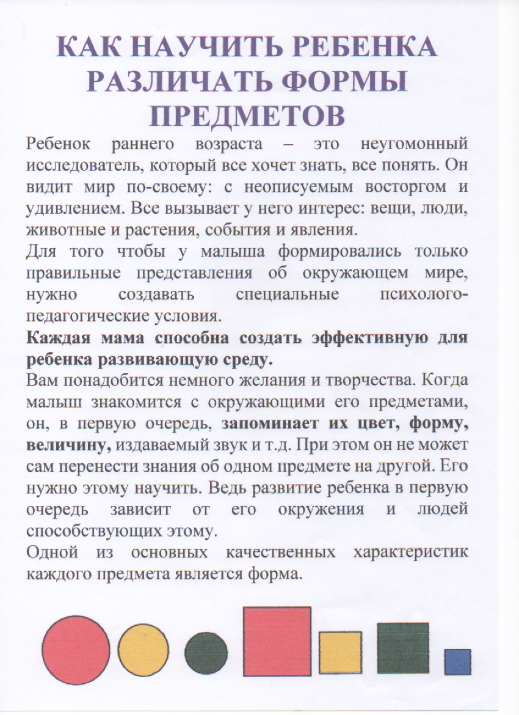 КАК НАУЧИТЬ РЕБЕНКА
РАЗЛИЧАТЬ ФОРМЫ
ПРЕДМЕТОВ
Ребенок раннего возраста – это неугомонный
исследователь, который все хочет знать, все понять. Он
видит мир по-своему: с неописуемым восторгом и
удивлением. Все вызывает у него интерес: вещи, люди,
животные и растения, события и явления.
Для того чтобы у малыша формировались только
правильные представления об окружающем мире,
нужно создавать специальные психолого-
педагогические условия.
Каждая мама способна создать эффективную для
ребенка развивающую среду.
Вам понадобится немного желания и творчества. Когда
малыш знакомится с окружающими его предметами,
он, в первую очередь, запоминает их цвет, форму,
величину, издаваемый звук и т.д. При этом он не может
сам перенести знания об одном предмете на другой. Его
нужно этому научить. Ведь развитие ребенка в первую
очередь зависит от его окружения и людей
способствующих этому.
Одной из основных качественных характеристик
каждого предмета является форма.